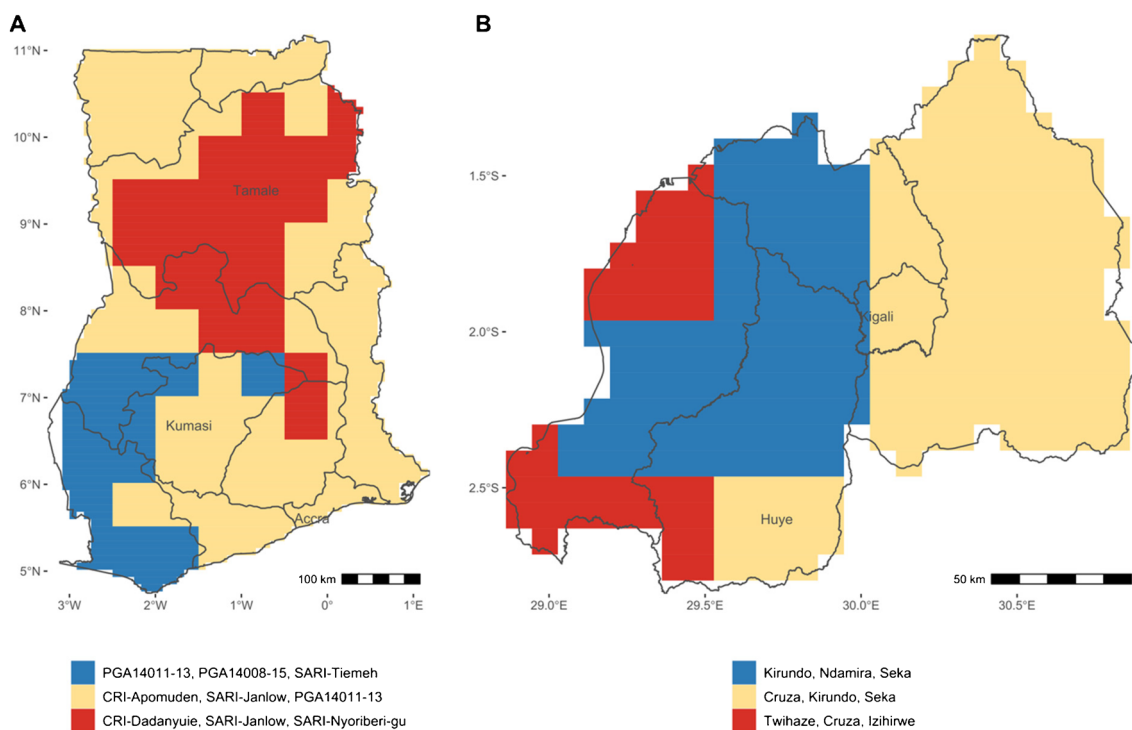 A
B
11°N
10°N
9°N
8°N
7°N
6°N
5°N
3°W
2°W
1°W
0°
1°E
Tamale
Kumasi
Accra
100 km
1.5°S
2.0°S
2.5°S
29.0°E
29.5°E
30.0°E
30.5°E
Kigali
Huye
50 km
PGA14011-13, PGA14008-15, SARI-Tiemeh
CRI-Apomuden, SARI-Janlow, PGA14011-13
CRI-Dadanyuie, SARI-Janlow, SARI-Nyoriberi-gu
Kirundo, Ndamira, Seka
Cruza, Kirundo, Seka
Twihaze, Cruza, Izihirwe